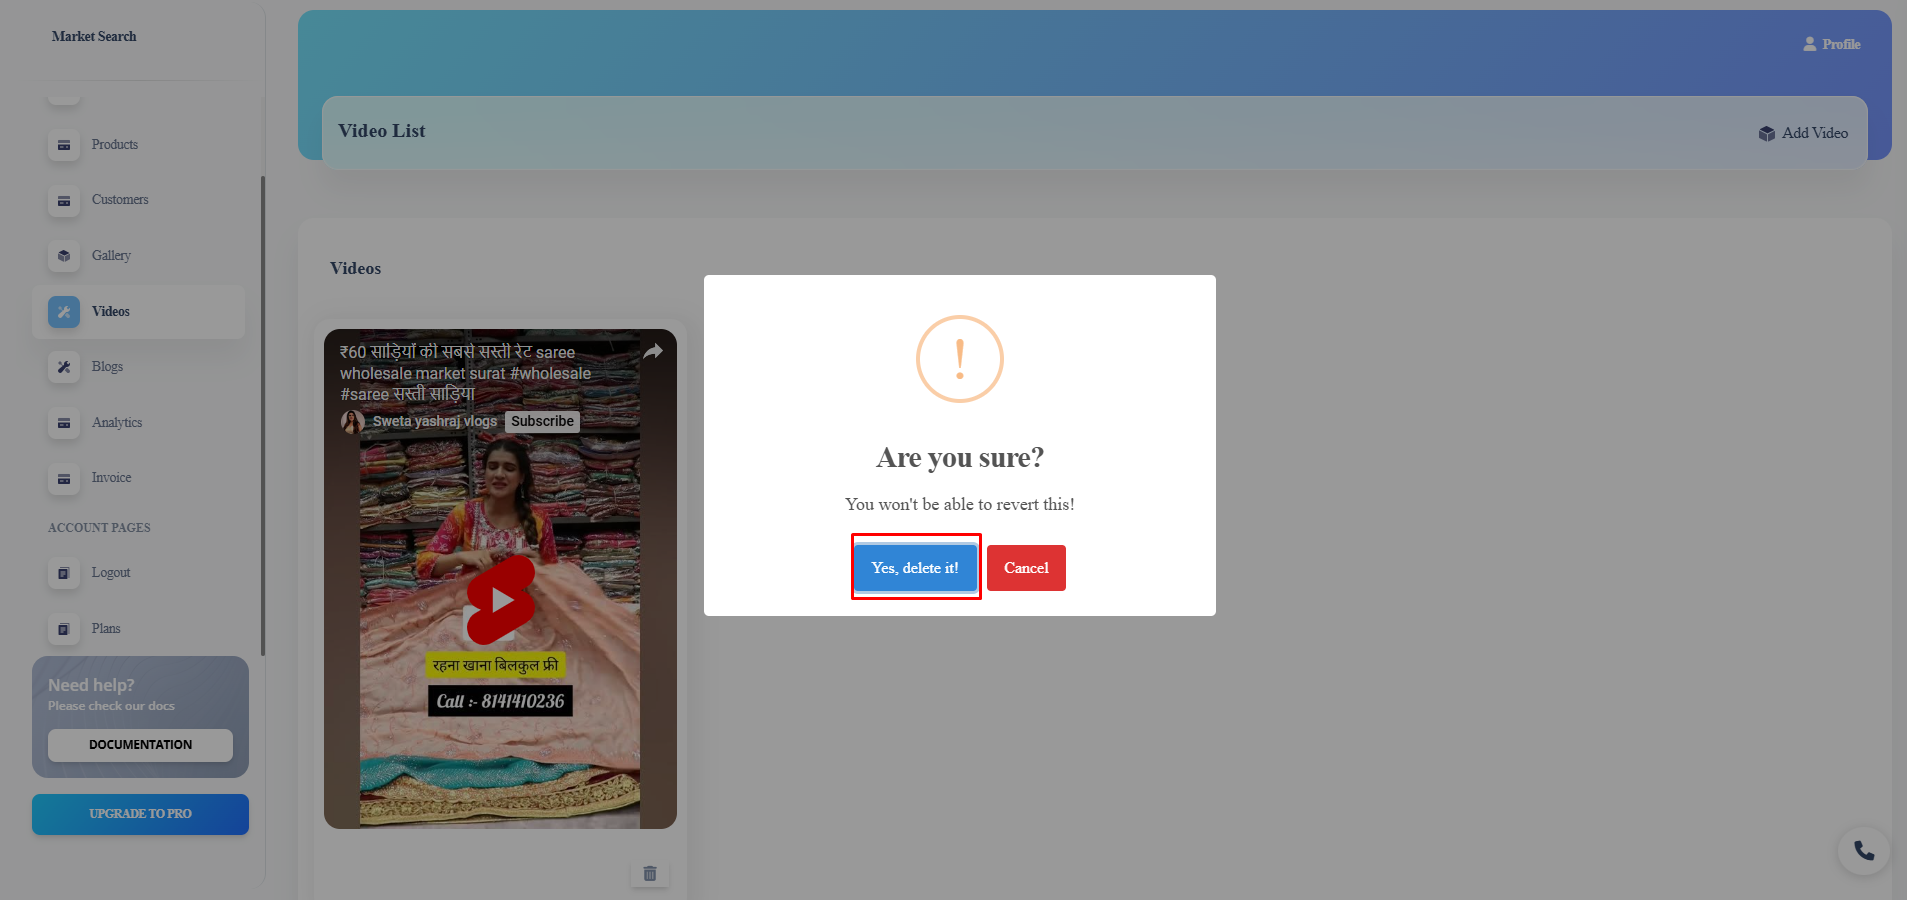 Market Search
Products
Customers
Gallery
Videos
Blogs
Analytics
Invoice
ACCOUNT PAGES
Logout
Plans
Need help?
Please check our docs
DOCUMENTATION
UPGRADE TO PRO
Profile
Video List
Add Video
Videos
₹60 साड़ियों की सबसे सस्ती रेट saree
wholesale market surat #wholesale
#saree सस्ती साड़िया
Sweta yashraj vlogs Subscribe
रहना खाना बिलकुल फ्री
Call :- 8141410236
!
Are you sure?
You won't be able to revert this!
Yes, delete it!
Cancel